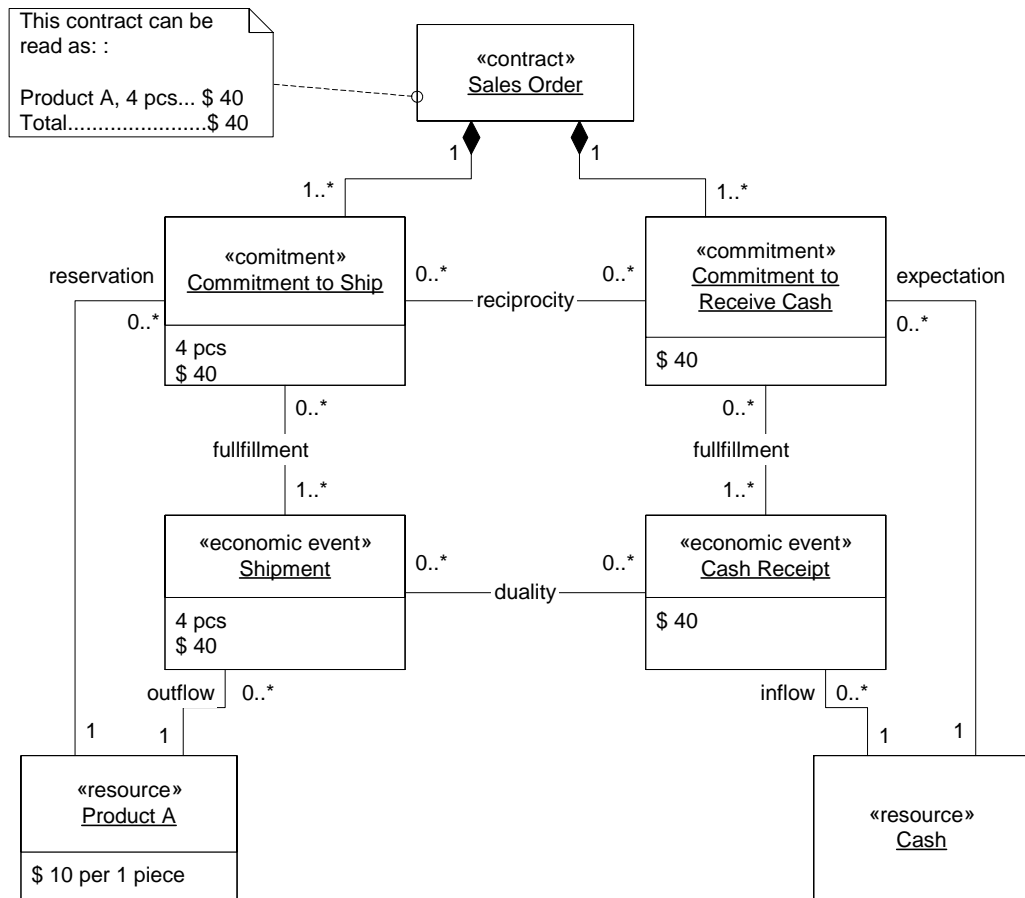 This contract can be
read as: :
Product A, 4 pcs... $ 40
Total.......................$ 40
«contract»
Sales Order
1
1
1..*
1..*
«comitment»
Commitment to Ship
4 pcs
$ 40
«commitment»
Commitment to
Receive Cash
$ 40
reservation
0..*
0..*
reciprocity
0..*
expectation
0..*
0..*
fullfillment
1..*
0..*
fullfillment
1..*
«economic event»
Shipment
4 pcs
$ 40
0..*
duality
0..*
«economic event»
Cash Receipt
$ 40
outflow
0..*
inflow
0..*
1
1
1
1
«resource»
Product A
$ 10 per 1 piece
«resource»
Cash